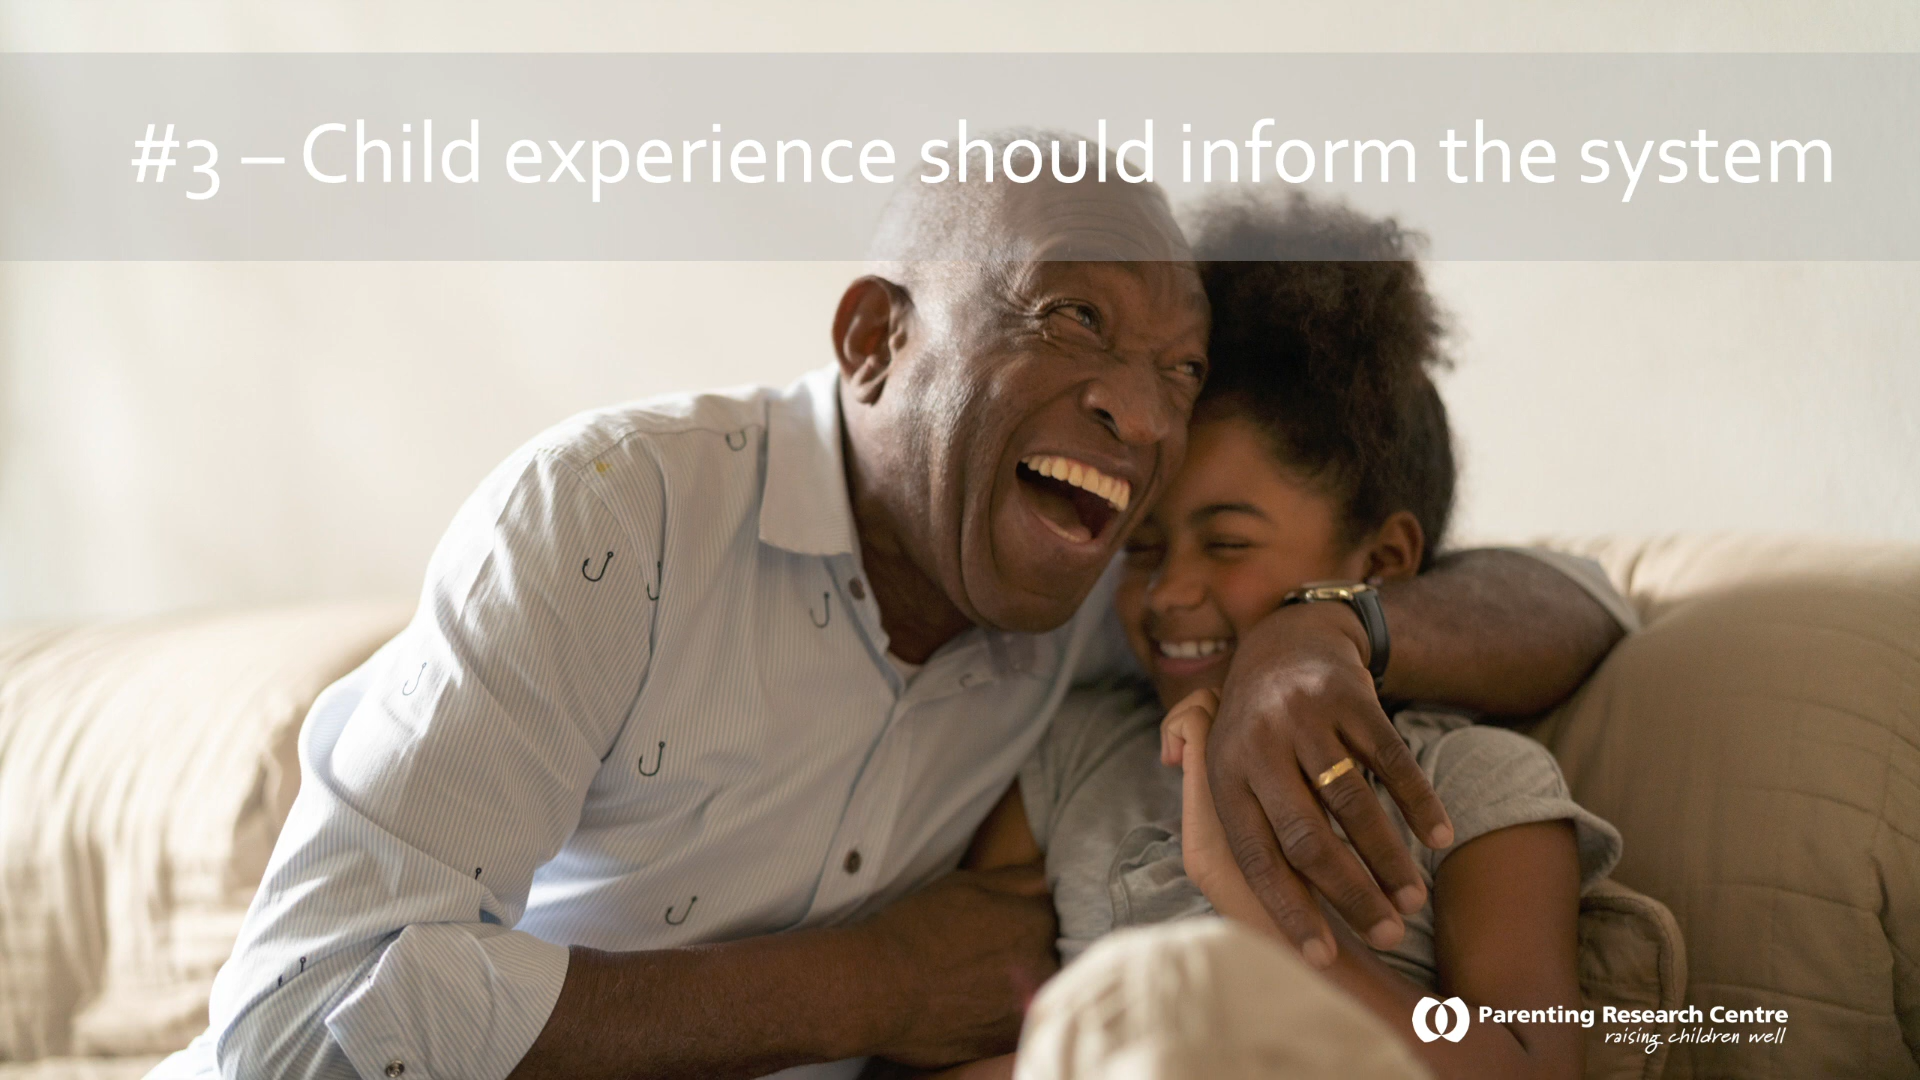 #3 – Child experience should inform the system
Parenting Research Centre
raising children well